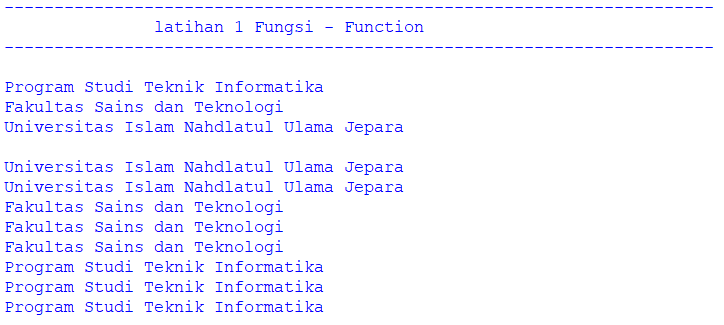 -----------------------------------------------------------------------
latihan 1 Fungsi - Function
-----------------------------------------------------------------------
Program Studi Teknik Informatika
Fakultas Sains dan Teknologi
Universitas Islam Nahdlatul Ulama Jepara
Universitas Islam Nahdlatul Ulama Jepara
Universitas Islam Nahdlatul Ulama Jepara
Fakultas Sains dan Teknologi
Fakultas Sains dan Teknologi
Fakultas Sains dan Teknologi
Program Studi Teknik Informatika
Program Studi Teknik Informatika
Program Studi Teknik Informatika